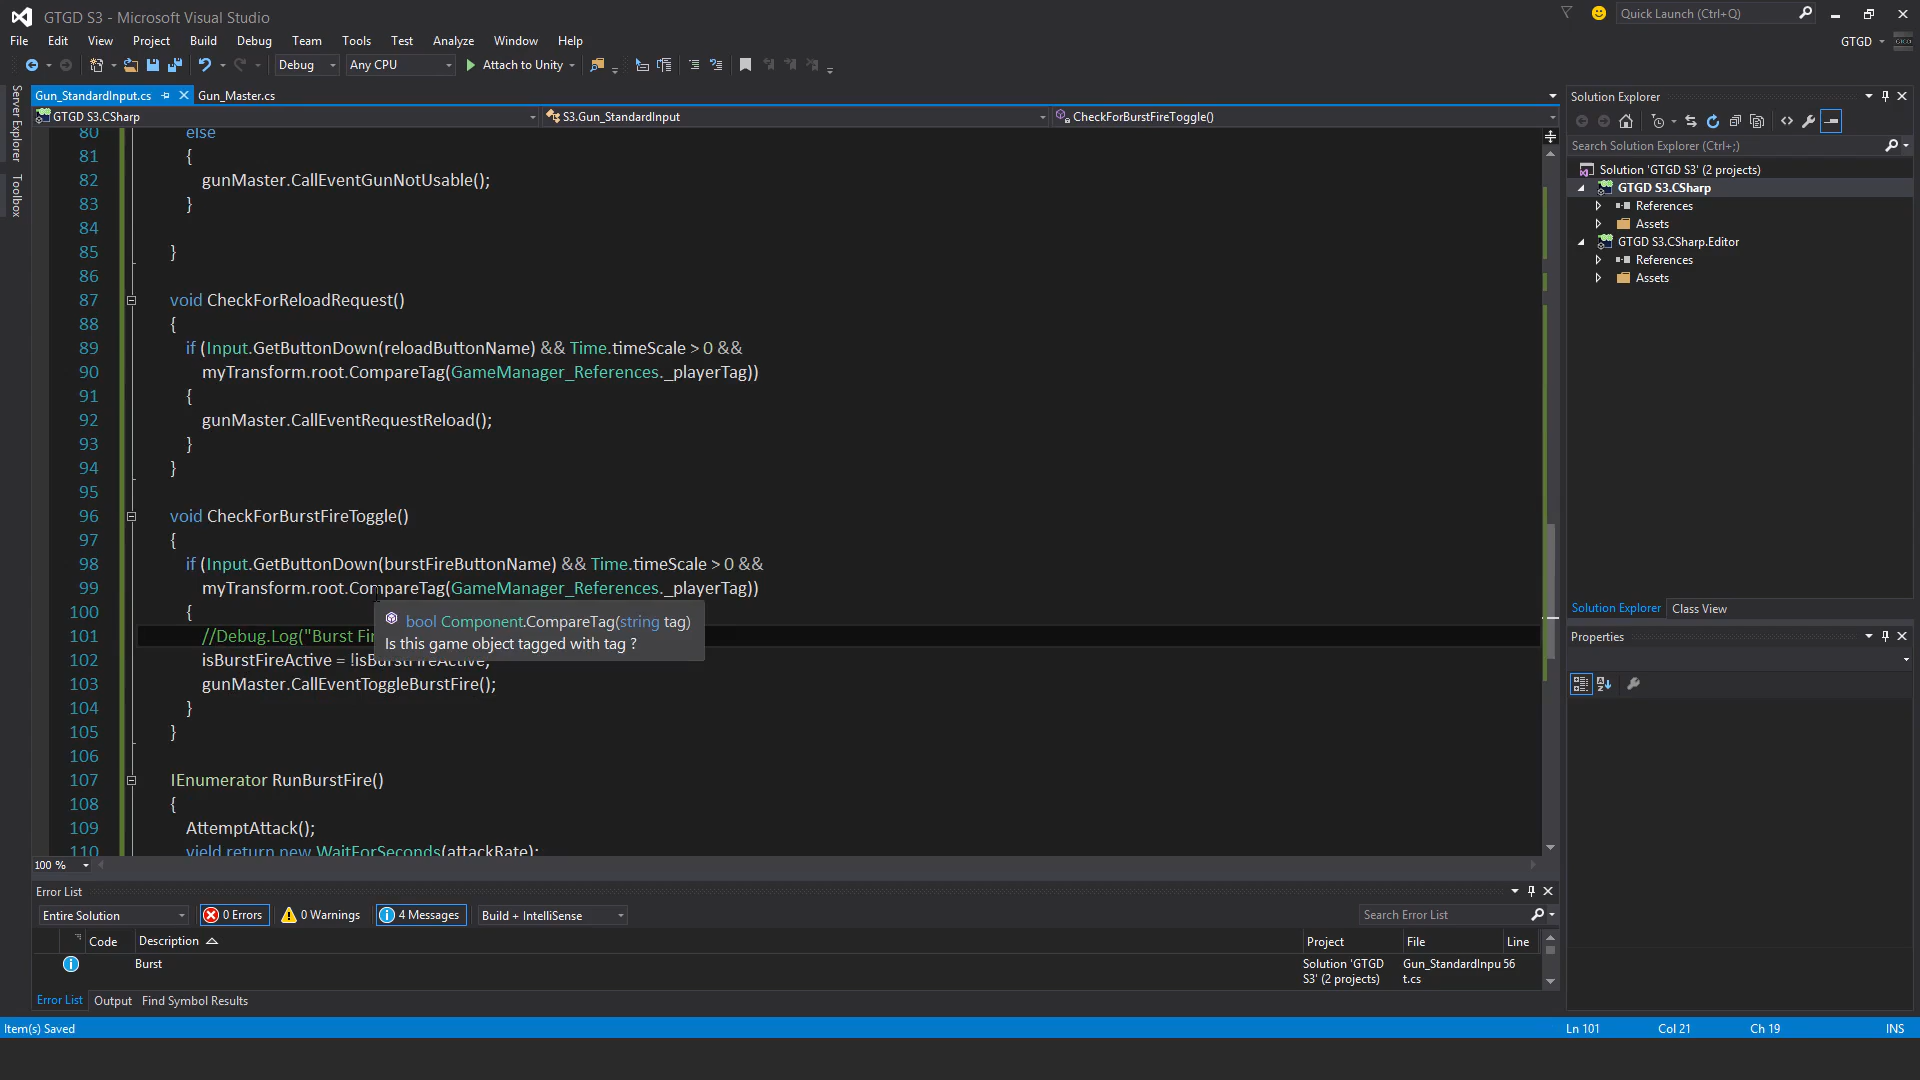 GTGD S3 - Microsoft Visual Studio
Quick Launch (Ctrl+Q)
File Edit View Project Build Debug Team Tools Test Analyze Window Help
GTGD
Debug Any CPU Attach to Unity
Server Explorer
Toolbox
Gun_StandardInput.cs Gun_Master.cs
GTGD S3.CSharp S3.Gun_StandardInput CheckForBurstFireToggle()
80 else
81 {
82 gunMaster.CallEventGunNotUsable();
83 }
84
85 }
86
87 void CheckForReloadRequest()
88 {
89 if (Input.GetButtonDown(reloadButtonName) && Time.timeScale > 0 &&
90 myTransform.root.CompareTag(GameManager_References._playerTag))
91 {
92 gunMaster.CallEventRequestReload();
93 }
94 }
95
96 void CheckForBurstFireToggle()
97 {
98 if (Input.GetButtonDown(burstFireButtonName) && Time.timeScale > 0 &&
99 myTransform.root.CompareTag(GameManager_References._playerTag))
100 {
101 //Debug.Log("Burst Fir
bool Component.CompareTag(string tag)
Is this game object tagged with tag ?
102 isBurstFireActive = !isBurstFireActive;
103 gunMaster.CallEventToggleBurstFire();
104 }
105 }
106
107 IEnumerator RunBurstFire()
108 {
109 AttemptAttack();
110 yield return new WaitForSeconds(attackRate);
100 %
Solution Explorer
Search Solution Explorer (Ctrl+;)
Solution 'GTGD S3' (2 projects)
GTGD S3.CSharp
References
Assets
GTGD S3.CSharp.Editor
References
Assets
Solution Explorer Class View
Properties
Error List
Entire Solution 0 Errors 0 Warnings 4 Messages Build + IntelliSense Search Error List
Code Description Project File Line
Burst Solution 'GTGD S3' (2 projects) Gun_StandardInput.cs 56
Error List Output Find Symbol Results
Item(s) Saved Ln 101 Col 21 Ch 19 INS